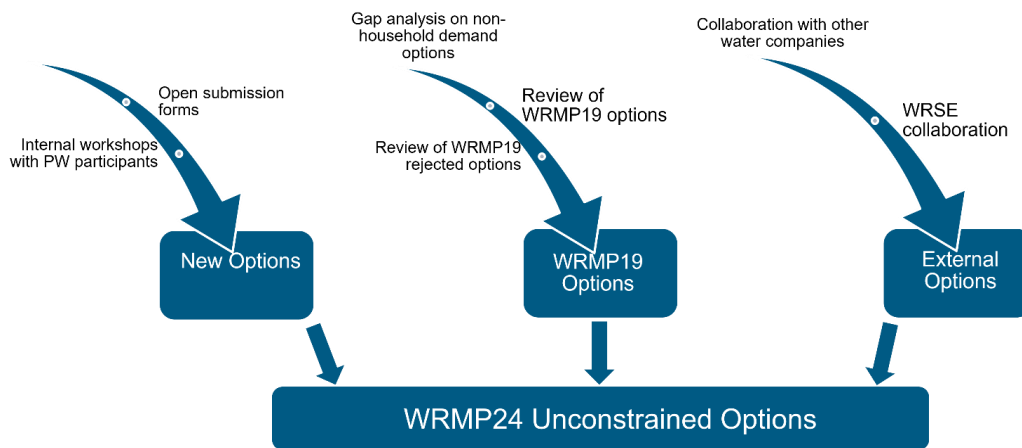 Open submission
forms
Internal workshops
with PW participants
New Options
Gap analysis on non-
household demand
options
Review of
WRMP19 options
Review of WRMP19
rejected options
WRMP19
Options
Collaboration with other
water companies
WRSE
collaboration
External
Options
WRMP24 Unconstrained Options